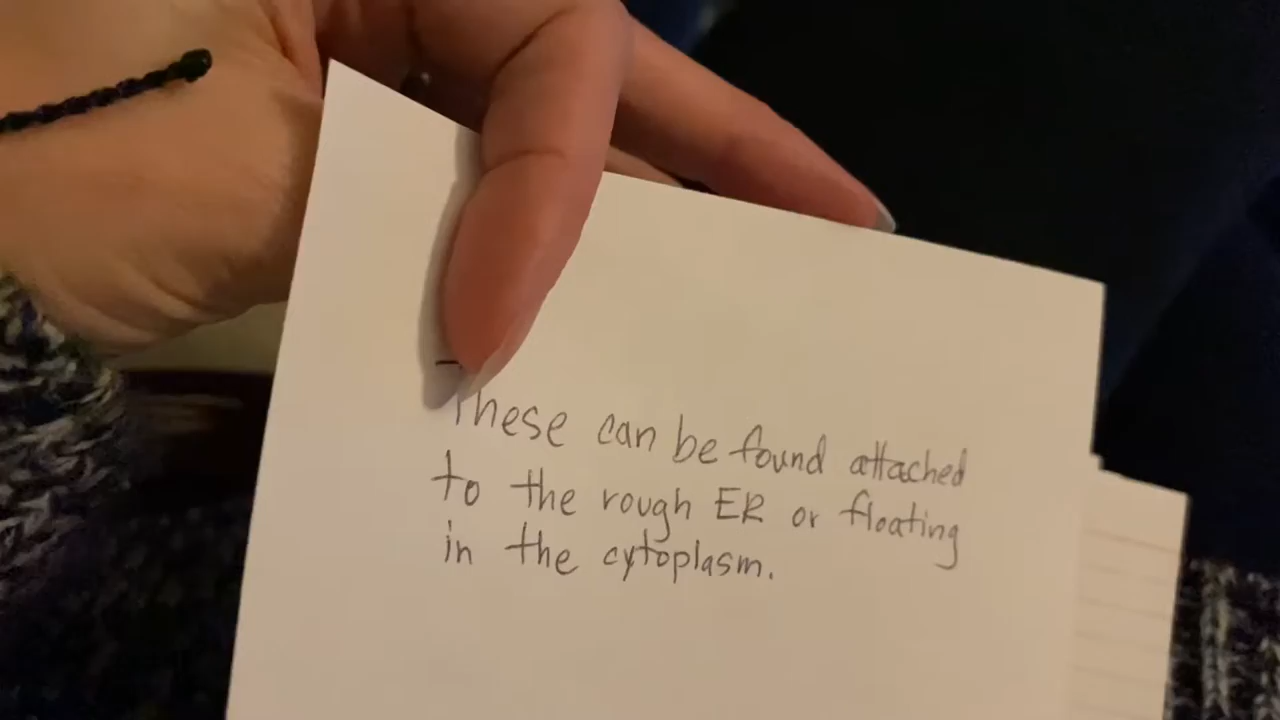 These can be found attached
to the rough ER or floating
in the cytoplasm.